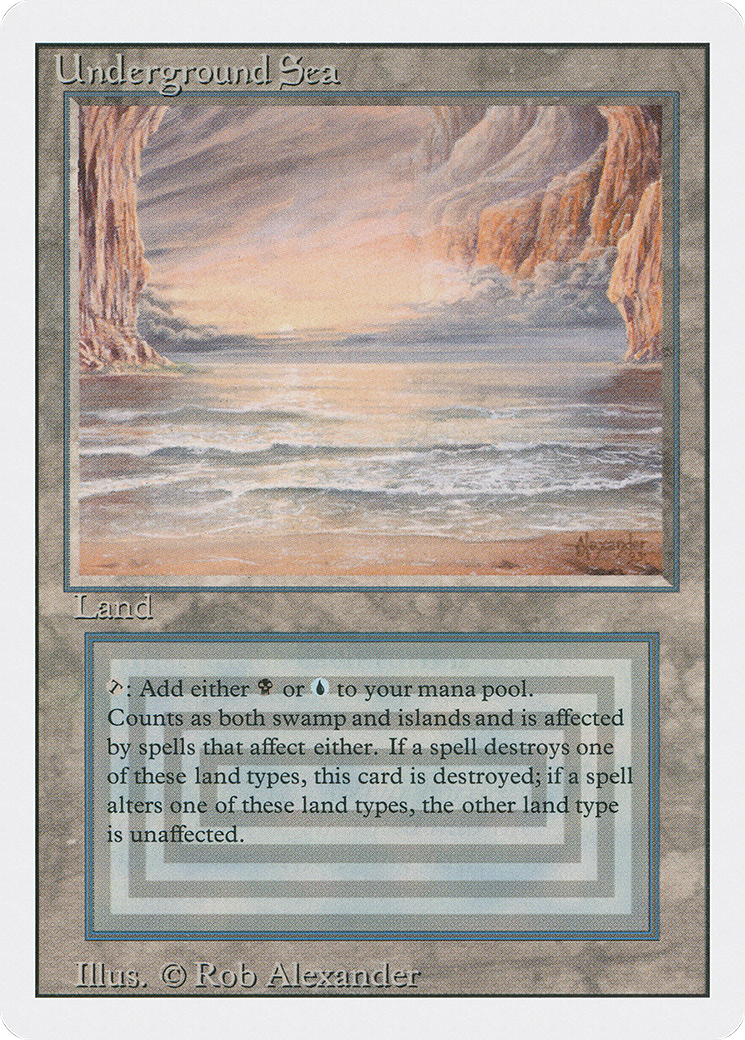 Underground Sea
Alexander
Land
: Add either or to your mana pool.
Counts as both swamp and islands and is affected
by spells that affect either. If a spell destroys one
of these land types, this card is destroyed; if a spell
alters one of these land types, the other land type
is unaffected.
Illus. © Rob Alexander